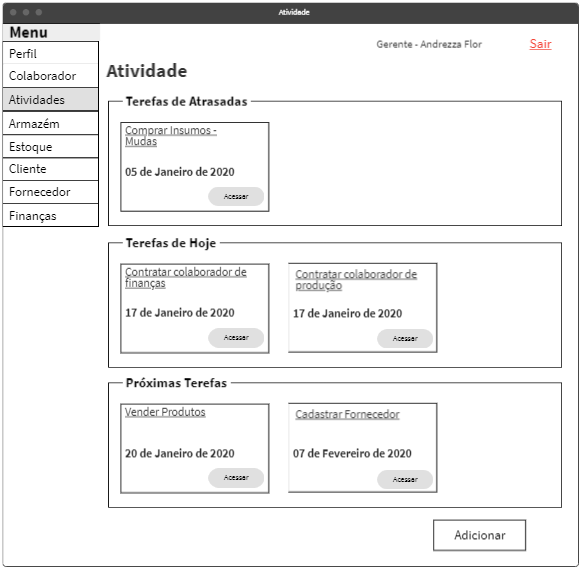 Atividade
Menu
Perfil
Colaborador
Atividades
Armazém
Estoque
Cliente
Fornecedor
Finanças
Gerente - Andrezza Flor
Sair
Atividade
Terefas de Atrasadas
Comprar Insumos -
Mudas
05 de Janeiro de 2020
Acessar
Terefas de Hoje
Contratar colaborador de
finanças
17 de Janeiro de 2020
Acessar
Contratar colaborador de
produção
17 de Janeiro de 2020
Acessar
Próximas Terefas
Vender Produtos
20 de Janeiro de 2020
Acessar
Cadastrar Fornecedor
07 de Fevereiro de 2020
Acessar
Adicionar